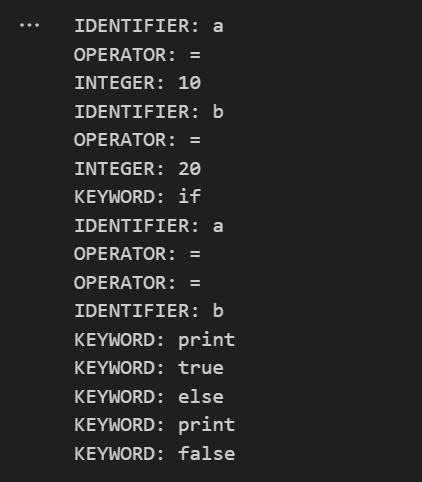 IDENTIFIER: a
OPERATOR: =
INTEGER: 10
IDENTIFIER: b
OPERATOR: =
INTEGER: 20
KEYWORD: if
IDENTIFIER: a
OPERATOR: =
OPERATOR: =
IDENTIFIER: b
KEYWORD: print
KEYWORD: true
KEYWORD: else
KEYWORD: print
KEYWORD: false